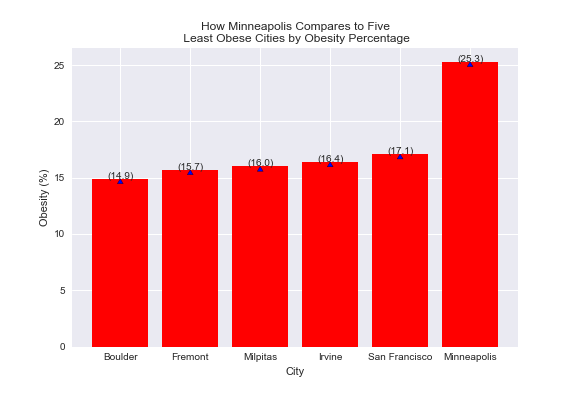 How Minneapolis Compares to Five
Least Obese Cities by Obesity Percentage
(25.3)
(17.1)
(16.4)
(16.0)
(15.7)
(14.9)
25
20
15
10
5
0
Obesity (%)
Boulder Fremont Milpitas Irvine San Francisco Minneapolis
City